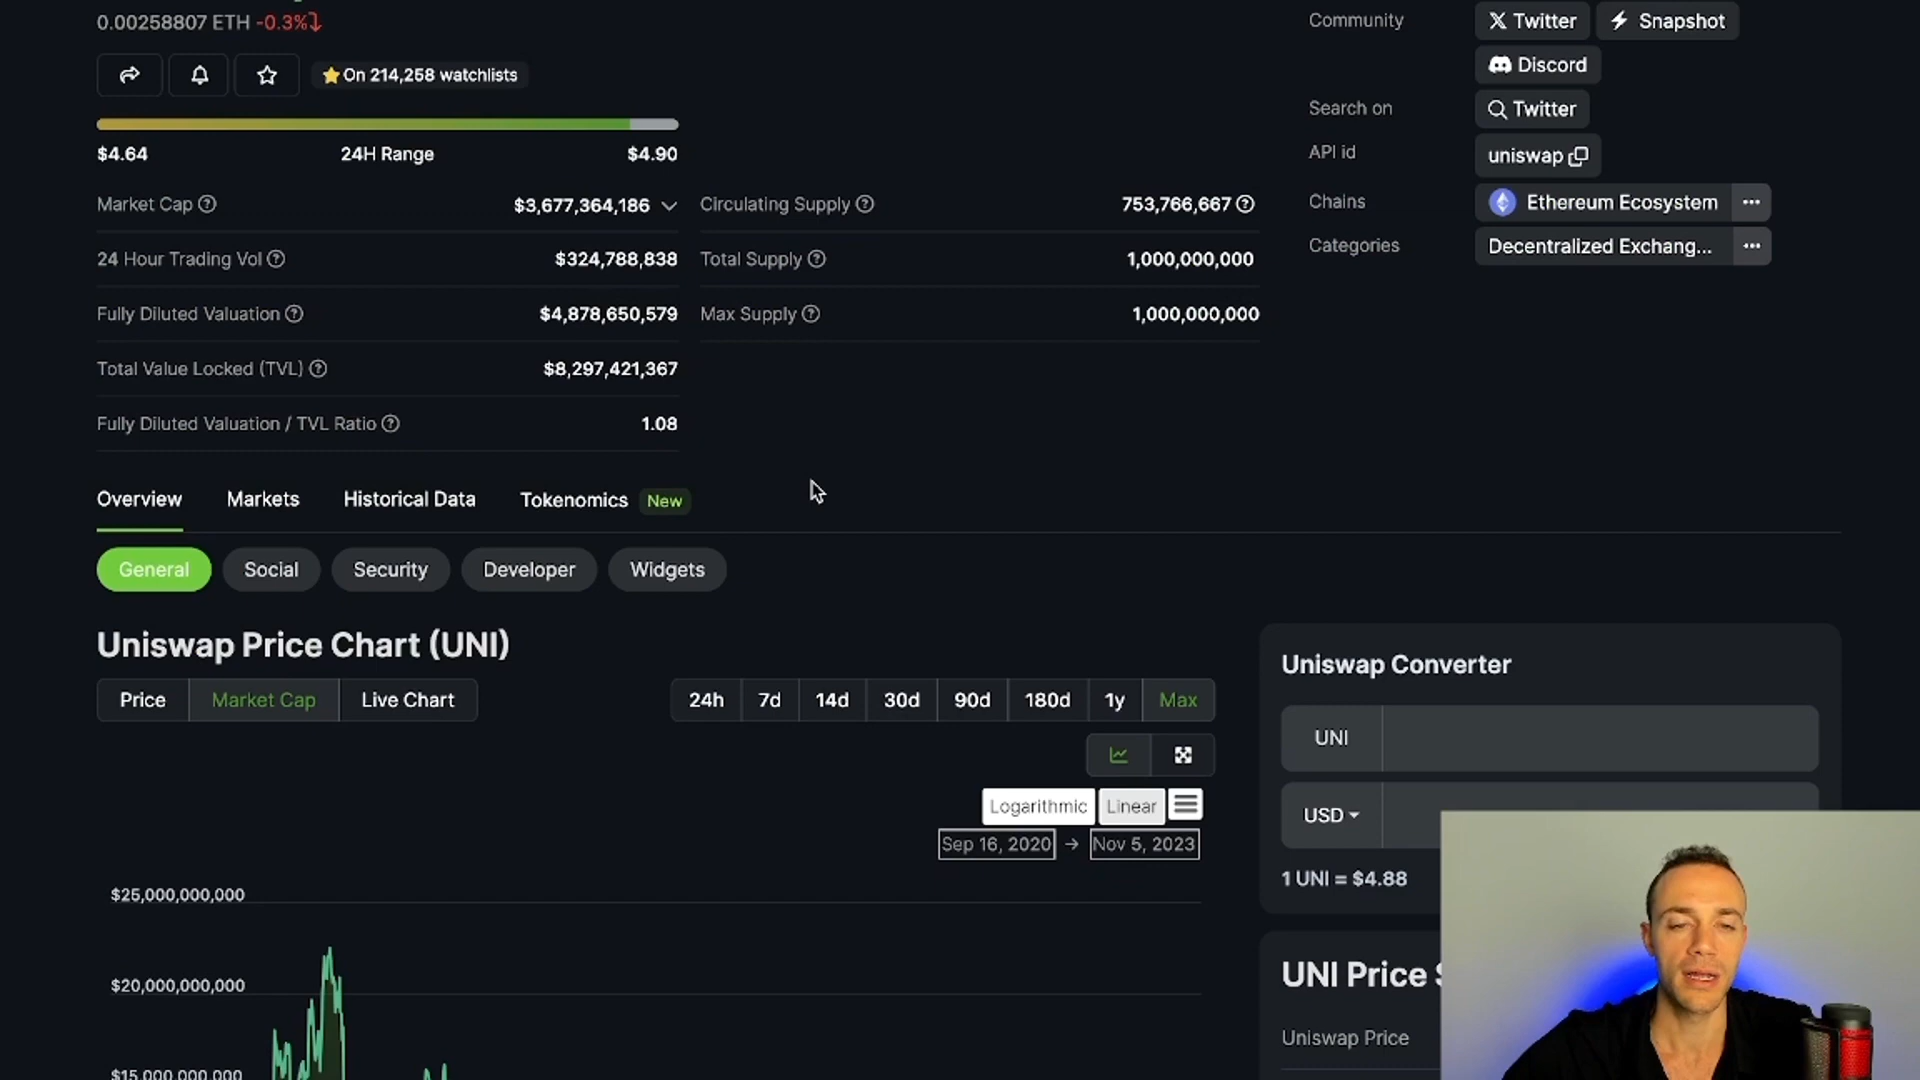 0.00258807 ETH -0.3%
On 214,258 watchlists
$4.64 24H Range $4.90
Market Cap $3,677,364,186
24 Hour Trading Vol $324,788,838
Fully Diluted Valuation $4,878,650,579
Total Value Locked (TVL) $8,297,421,367
Fully Diluted Valuation / TVL Ratio 1.08
Circulating Supply 753,766,667
Total Supply 1,000,000,000
Max Supply 1,000,000,000
Community X Twitter Snapshot
Discord
Search on Twitter
API id uniswap
Chains Ethereum Ecosystem ...
Categories Decentralized Exchang... ...
Overview Markets Historical Data Tokenomics New
General Social Security Developer Widgets
Uniswap Price Chart (UNI)
Price Market Cap Live Chart
24h 7d 14d 30d 90d 180d 1y Max
Logarithmic Linear
Sep 16, 2020 → Nov 5, 2023
$25,000,000,000
$20,000,000,000
$15,000,000,000
Uniswap Converter
UNI
USD
1 UNI = $4.88
UNI Price
Uniswap Price